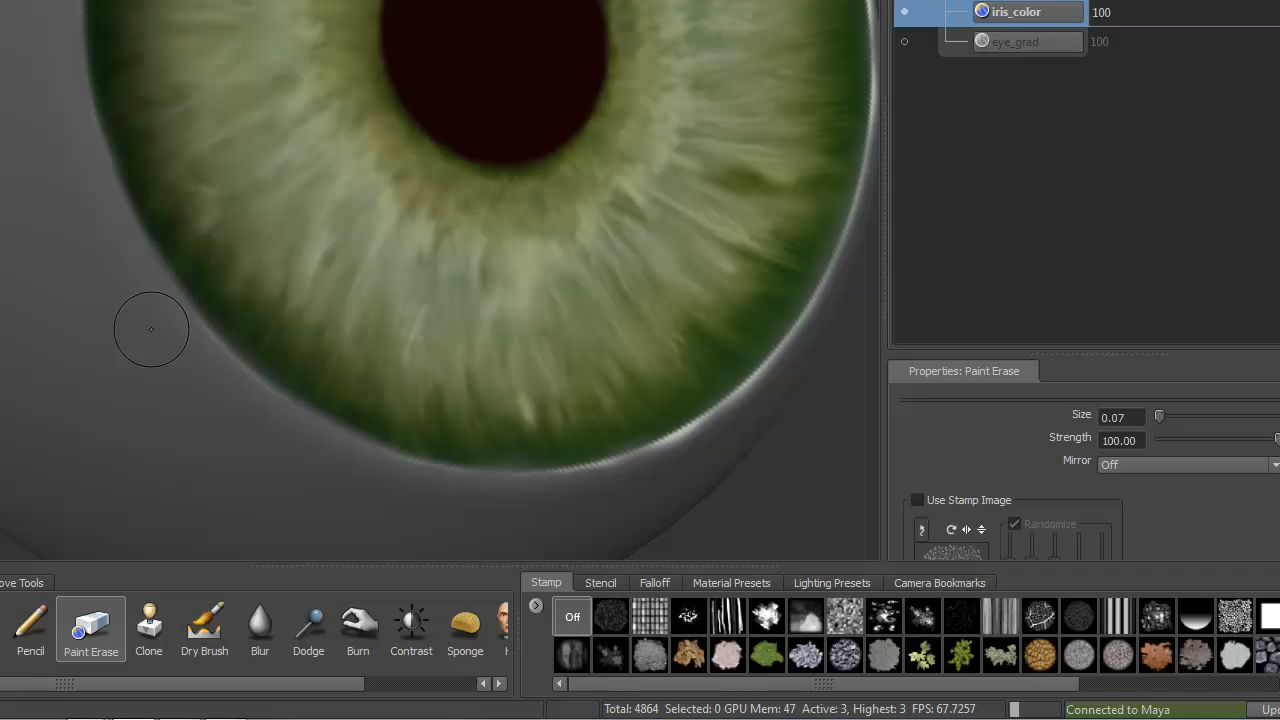 iris_color 100
eye_grad 100
Properties: Paint Erase
Size 0.07
Strength 100.00
Mirror Off
Use Stamp Image
Randomize
ove Tools
Stamp Stencil Falloff Material Presets Lighting Presets Camera Bookmarks
Off
Pencil Paint Erase Clone Dry Brush Blur Dodge Burn Contrast Sponge
Total: 4864 Selected: 0 GPU Mem: 47 Active: 3, Highest: 3 FPS: 67.7257 Connected to Maya Up